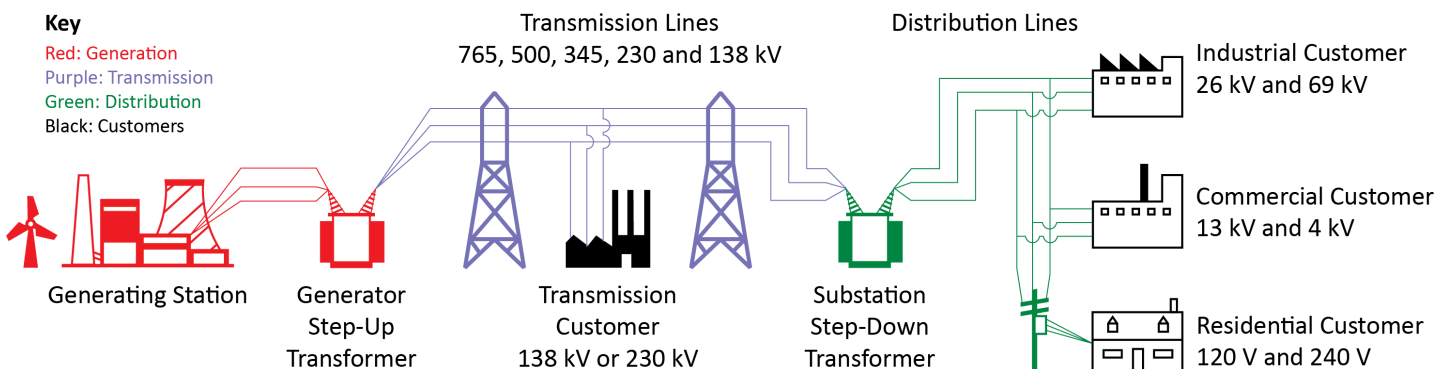 Key
Red: Generation
Purple: Transmission
Green: Distribution
Black: Customers
Transmission Lines
765, 500, 345, 230 and 138 kV
Distribution Lines
Industrial Customer
26 kV and 69 kV
Commercial Customer
13 kV and 4 kV
Generating Station
Generator
Step-Up
Transformer
Transmission
Customer
138 kV or 230 kV
Substation
Step-Down
Transformer
Residential Customer
120 V and 240 V